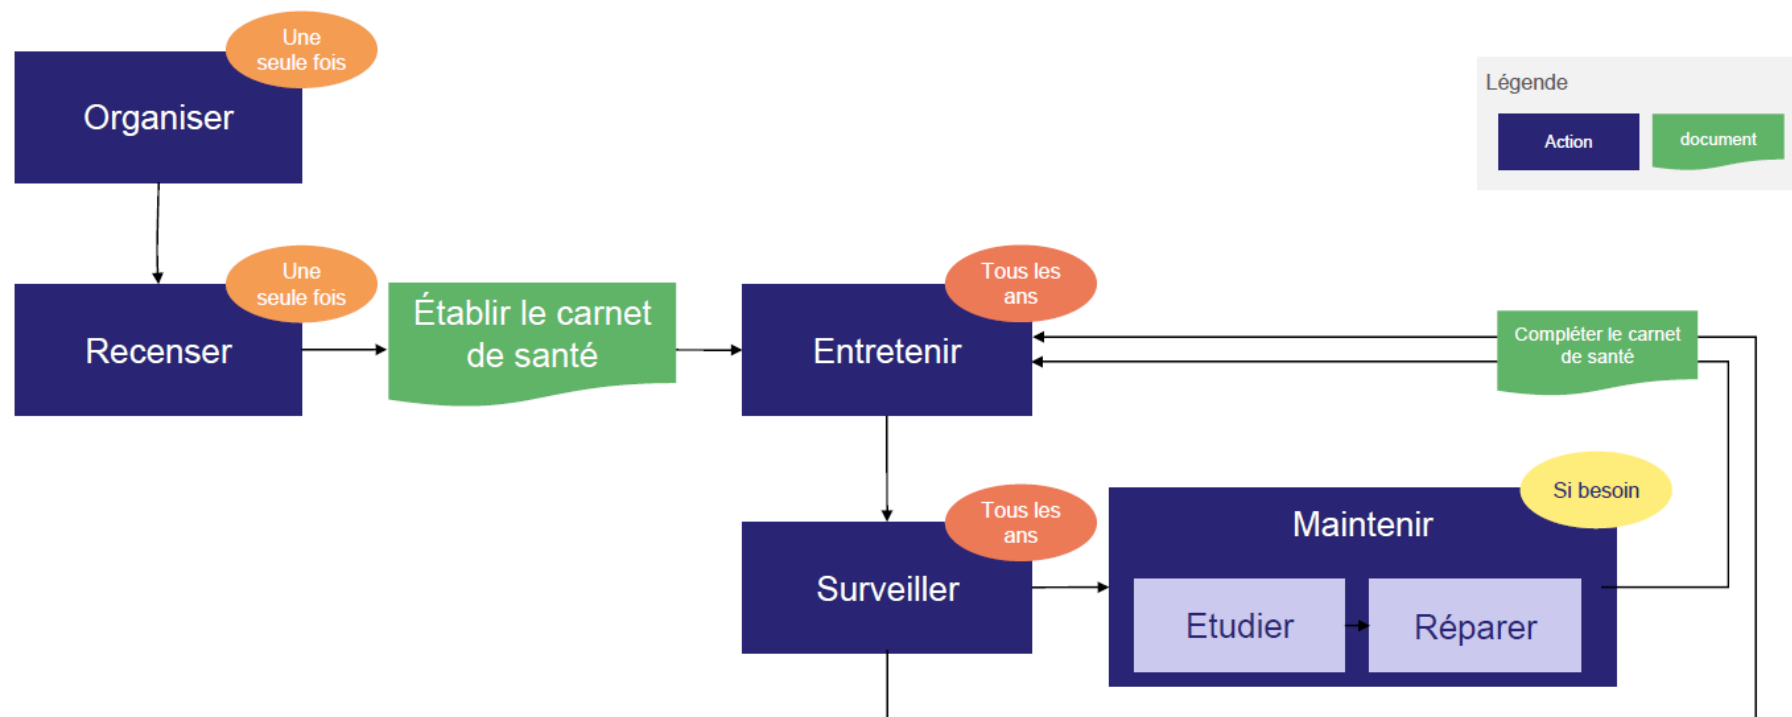 Une
seule fois
Organiser
Légende
Action
document
Une
seule fois
Recenser
Établir le carnet
de santé
Tous les
ans
Entretenir
Compléter le carnet
de santé
Tous les
ans
Surveiller
Si besoin
Maintenir
Etudier
Réparer